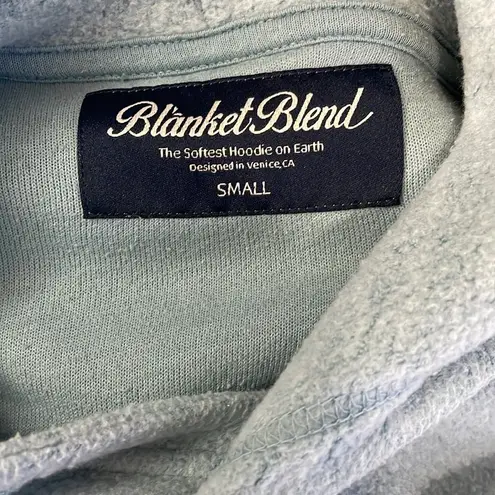 Blanket Blend
The Softest Hoodie on Earth
Designed in Venice, CA
SMALL